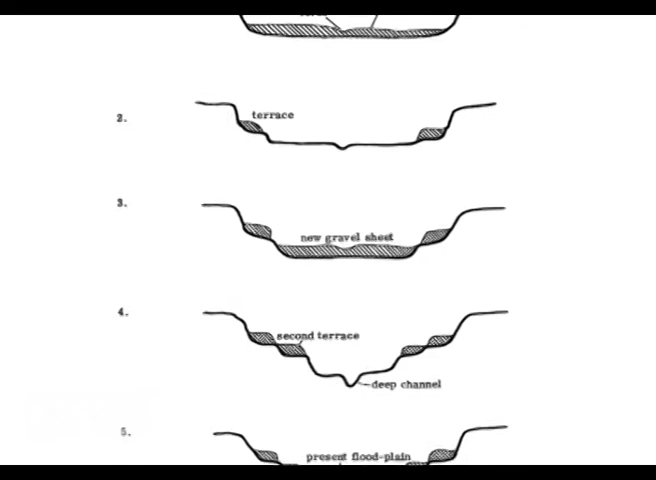 2.
terrace
3.
new gravel sheet
4.
second terrace
deep channel
5.
present flood-plain